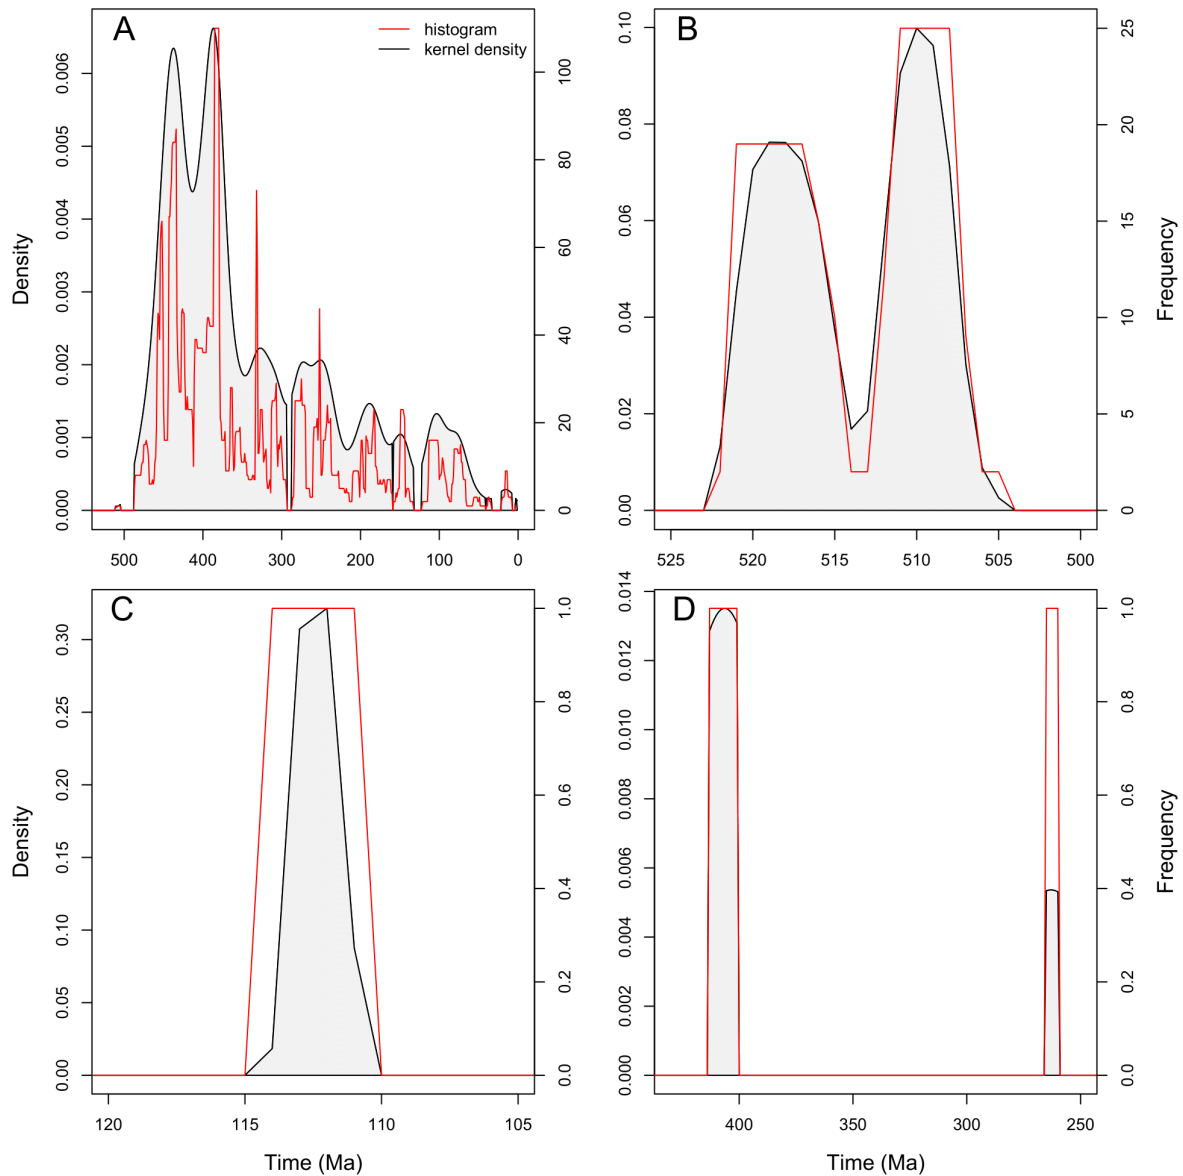 A
histogram
kernel density
Density
0.000 0.001 0.002 0.003 0.004 0.005 0.006
0 20 40 60 80 100
500 400 300 200 100 0
B
0.00 0.02 0.04 0.06 0.08 0.10
0 5 10 15 20 25
Frequency
525 520 515 510 505 500
C
Density
0.00 0.05 0.10 0.15 0.20 0.25 0.30
0.0 0.2 0.4 0.6 0.8 1.0
120 115 110 105
Time (Ma)
D
0.000 0.002 0.004 0.006 0.008 0.010 0.012 0.014
0.0 0.2 0.4 0.6 0.8 1.0
Frequency
400 350 300 250
Time (Ma)